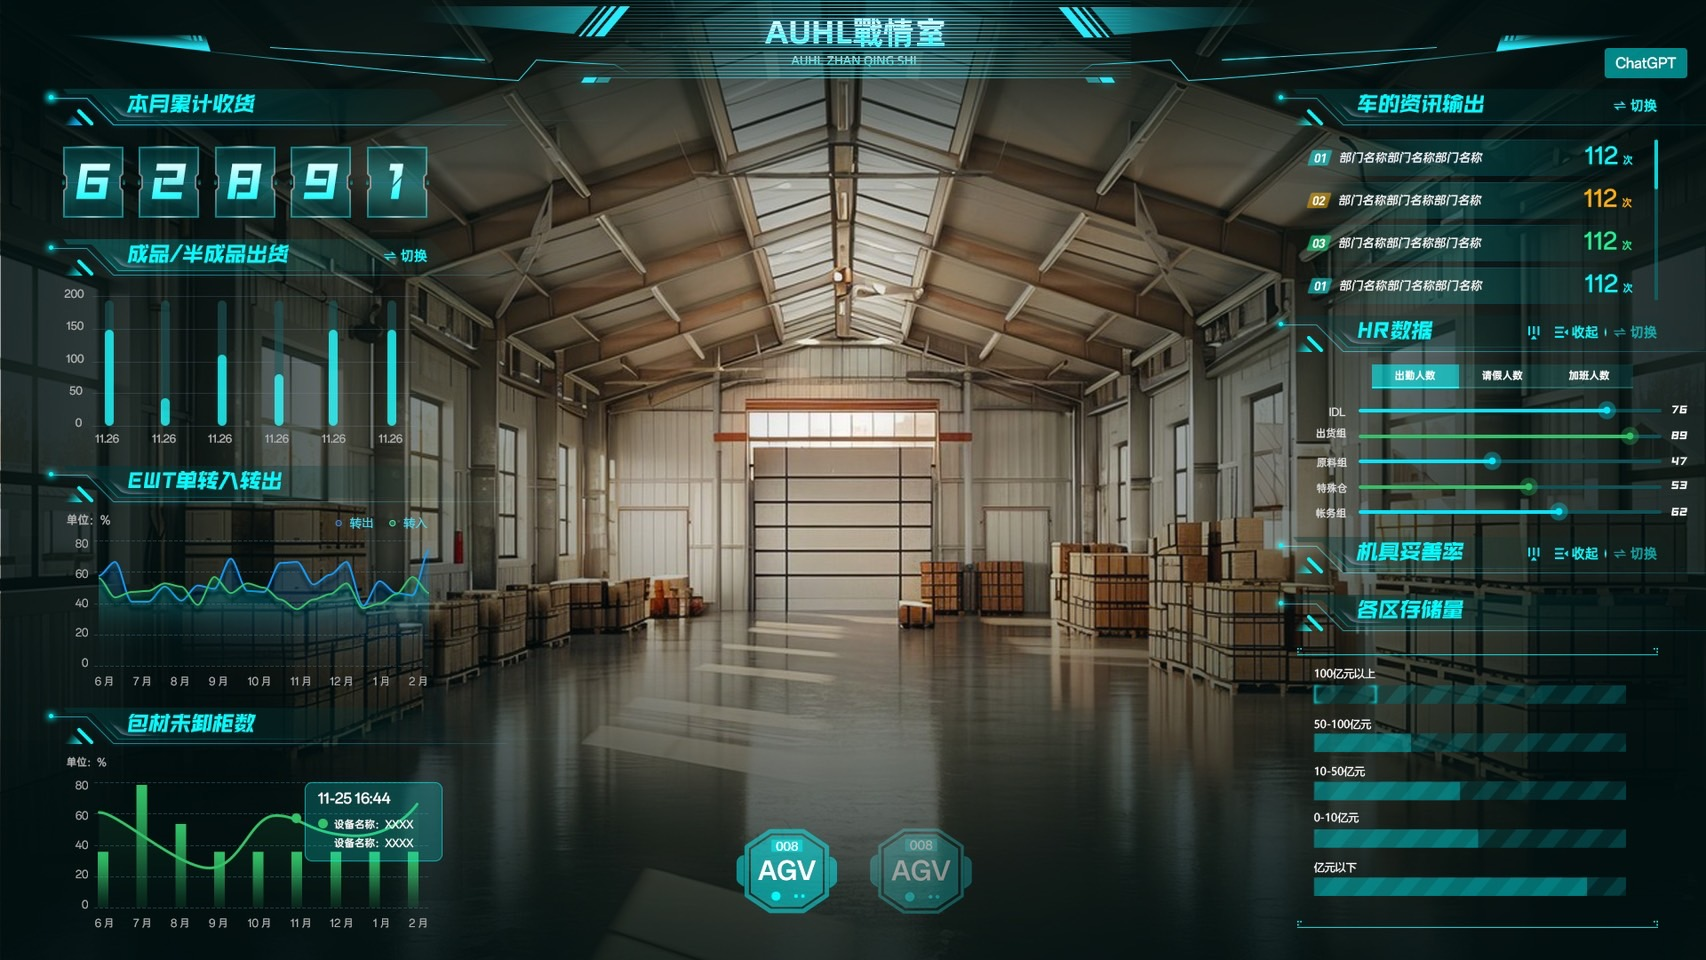 AUHL戰情室
AUHL ZHAN QING SHI
ChatGPT
本月累计收货
6 2 8 9 1
成品/半成品出货
切换
200
150
100
50
0
11.26 11.26 11.26 11.26 11.26 11.26
EWT单转入转出
单位：%
转出 转入
80
60
40
20
0
6月 7月 8月 9月 10月 11月 12月 1月 2月
包材未卸柜数
单位：%
80
60
40
20
0
11-25 16:44
设备名称：XXXX
设备名称：XXXX
6月 7月 8月 9月 10月 11月 12月 1月 2月
008
AGV
008
AGV
车的资讯输出
切换
01 部门名称部门名称部门名称 112 次
02 部门名称部门名称部门名称 112 次
03 部门名称部门名称部门名称 112 次
01 部门名称部门名称部门名称 112 次
HR数据
收起 切换
出勤人数 请假人数 加班人数
IDL 76
出货组 89
原料组 47
特殊仓 53
帐务组 62
机具妥善率
收起 切换
各区存储量
100亿元以上
50-100亿元
10-50亿元
0-10亿元
亿元以下